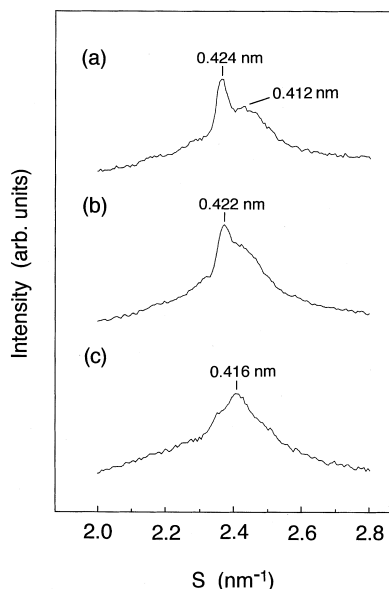 (a)
0.424 nm
0.412 nm
(b)
0.422 nm
(c)
0.416 nm
Intensity (arb. units)
2.0 2.2 2.4 2.6 2.8
S (nm⁻¹)